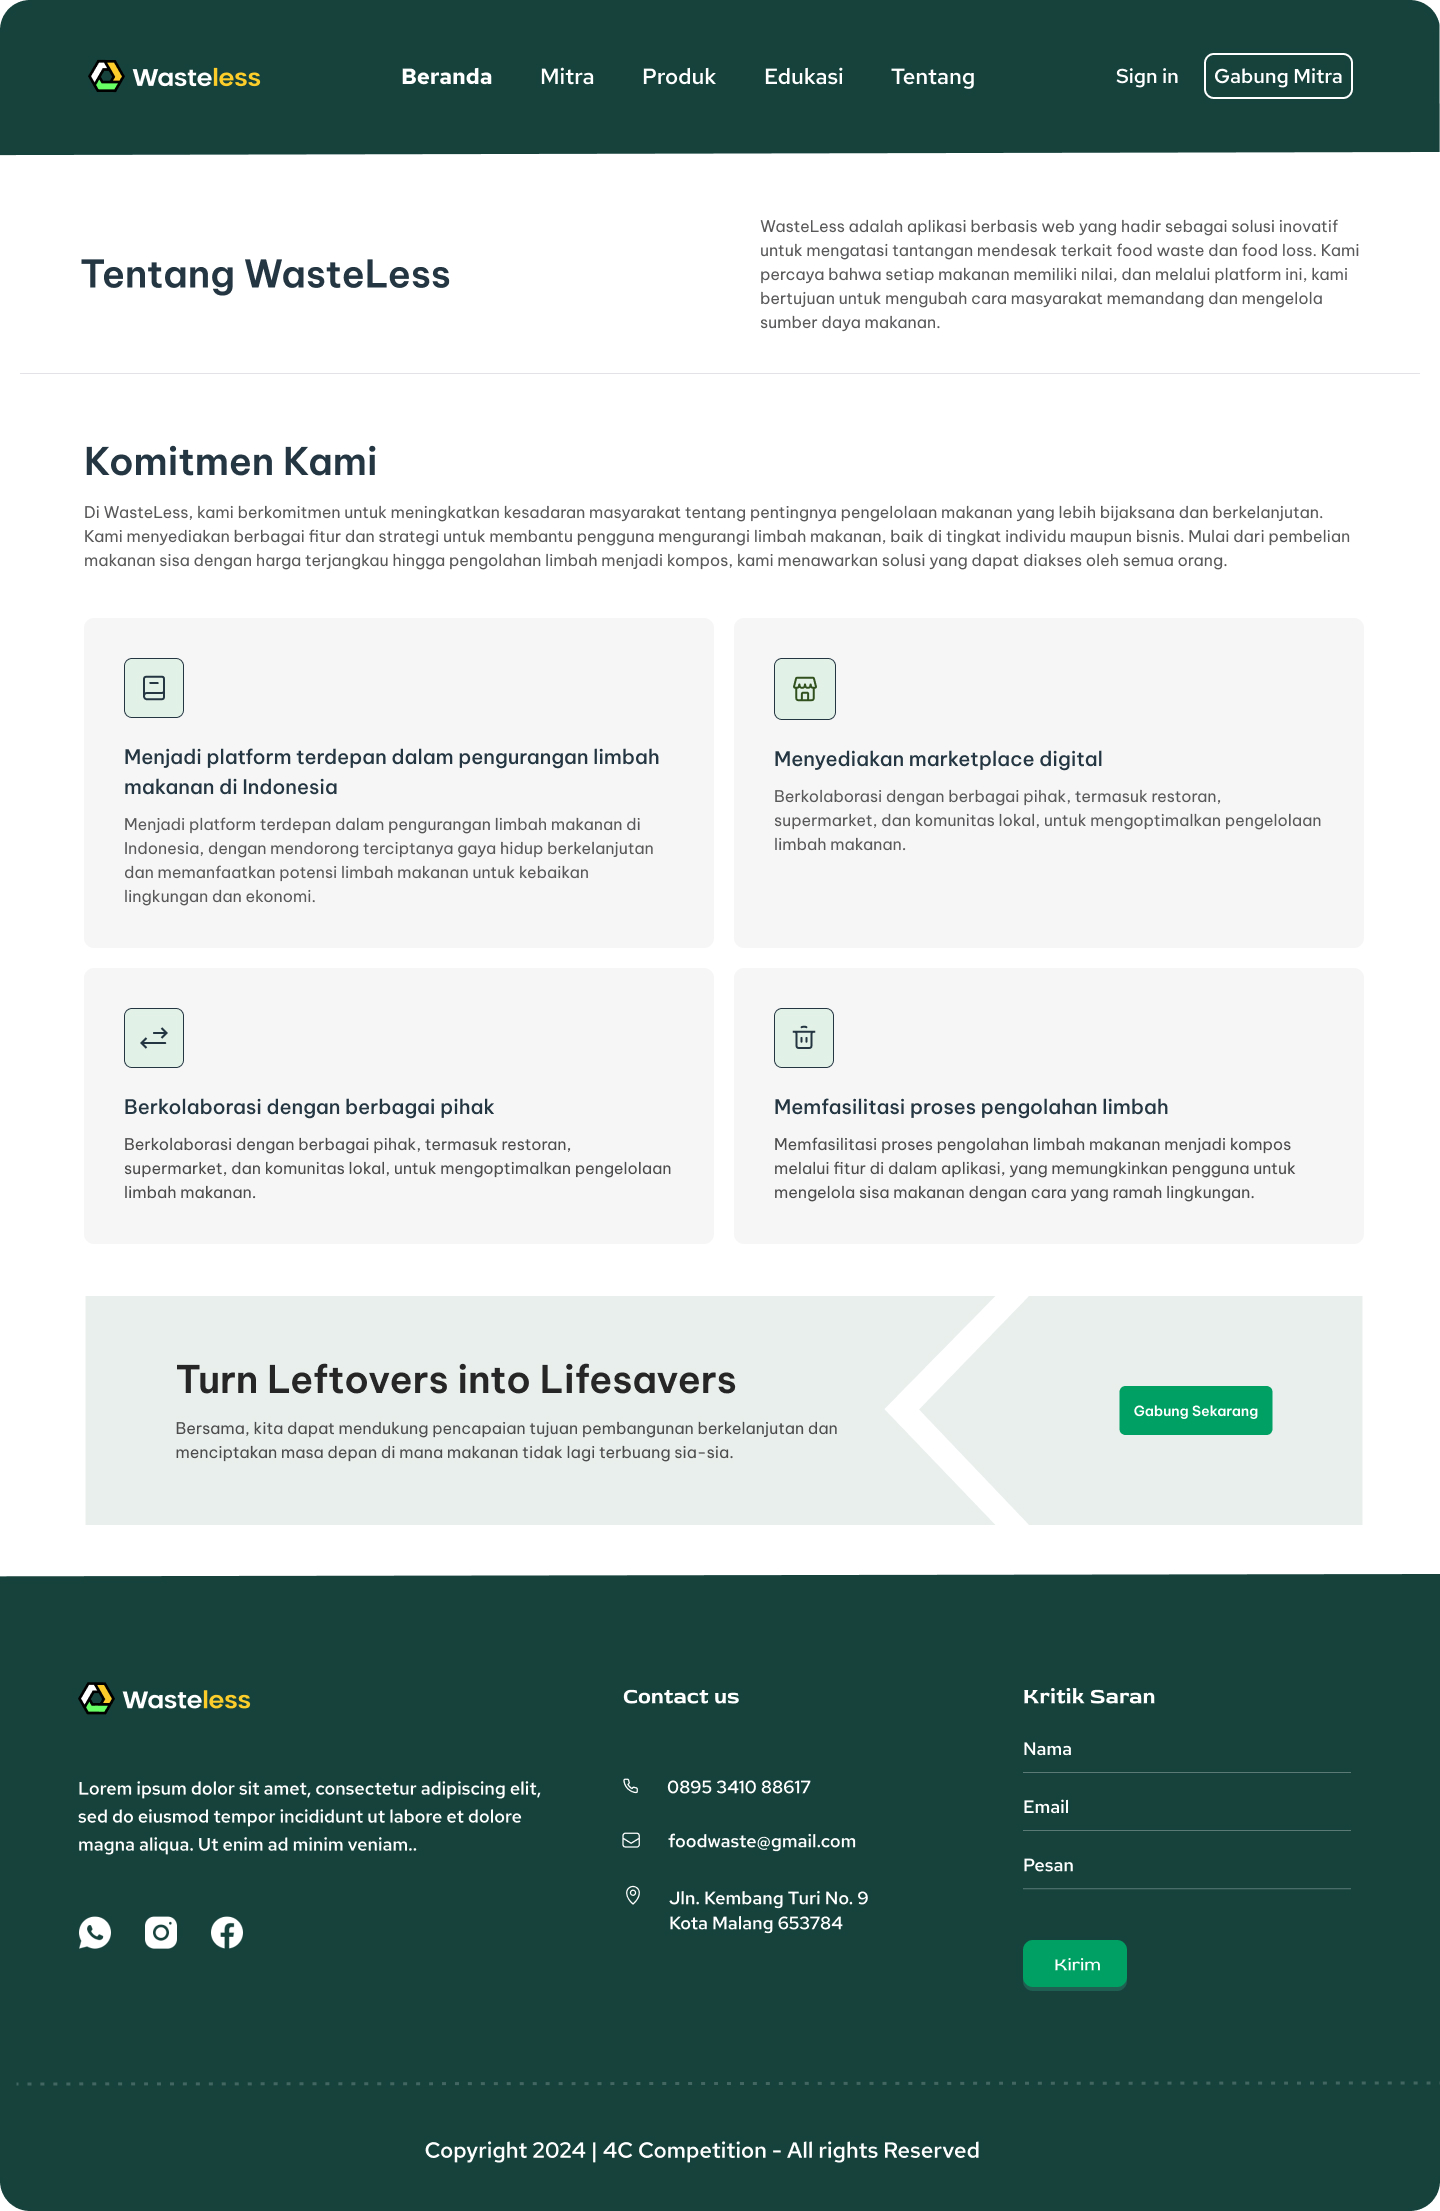 Wasteless
Beranda
Mitra
Produk
Edukasi
Tentang
Sign in
Gabung Mitra
Tentang WasteLess
WasteLess adalah aplikasi berbasis web yang hadir sebagai solusi inovatif
untuk mengatasi tantangan mendesak terkait food waste dan food loss. Kami
percaya bahwa setiap makanan memiliki nilai, dan melalui platform ini, kami
bertujuan untuk mengubah cara masyarakat memandang dan mengelola
sumber daya makanan.
Komitmen Kami
Di WasteLess, kami berkomitmen untuk meningkatkan kesadaran masyarakat tentang pentingnya pengelolaan makanan yang lebih bijaksana dan berkelanjutan.
Kami menyediakan berbagai fitur dan strategi untuk membantu pengguna mengurangi limbah makanan, baik di tingkat individu maupun bisnis. Mulai dari pembelian
makanan sisa dengan harga terjangkau hingga pengolahan limbah menjadi kompos, kami menawarkan solusi yang dapat diakses oleh semua orang.
Menjadi platform terdepan dalam pengurangan limbah
makanan di Indonesia
Menjadi platform terdepan dalam pengurangan limbah makanan di
Indonesia, dengan mendorong terciptanya gaya hidup berkelanjutan
dan memanfaatkan potensi limbah makanan untuk kebaikan
lingkungan dan ekonomi.
Menyediakan marketplace digital
Berkolaborasi dengan berbagai pihak, termasuk restoran,
supermarket, dan komunitas lokal, untuk mengoptimalkan pengelolaan
limbah makanan.
Berkolaborasi dengan berbagai pihak
Berkolaborasi dengan berbagai pihak, termasuk restoran,
supermarket, dan komunitas lokal, untuk mengoptimalkan pengelolaan
limbah makanan.
Memfasilitasi proses pengolahan limbah
Memfasilitasi proses pengolahan limbah makanan menjadi kompos
melalui fitur di dalam aplikasi, yang memungkinkan pengguna untuk
mengelola sisa makanan dengan cara yang ramah lingkungan.
Turn Leftovers into Lifesavers
Bersama, kita dapat mendukung pencapaian tujuan pembangunan berkelanjutan dan
menciptakan masa depan di mana makanan tidak lagi terbuang sia-sia.
Gabung Sekarang
Wasteless
Lorem ipsum dolor sit amet, consectetur adipiscing elit,
sed do eiusmod tempor incididunt ut labore et dolore
magna aliqua. Ut enim ad minim veniam..
Contact us
0895 3410 88617
foodwaste@gmail.com
Jln. Kembang Turi No. 9
Kota Malang 653784
Kritik Saran
Nama
Email
Pesan
Kirim
Copyright 2024 | 4C Competition - All rights Reserved